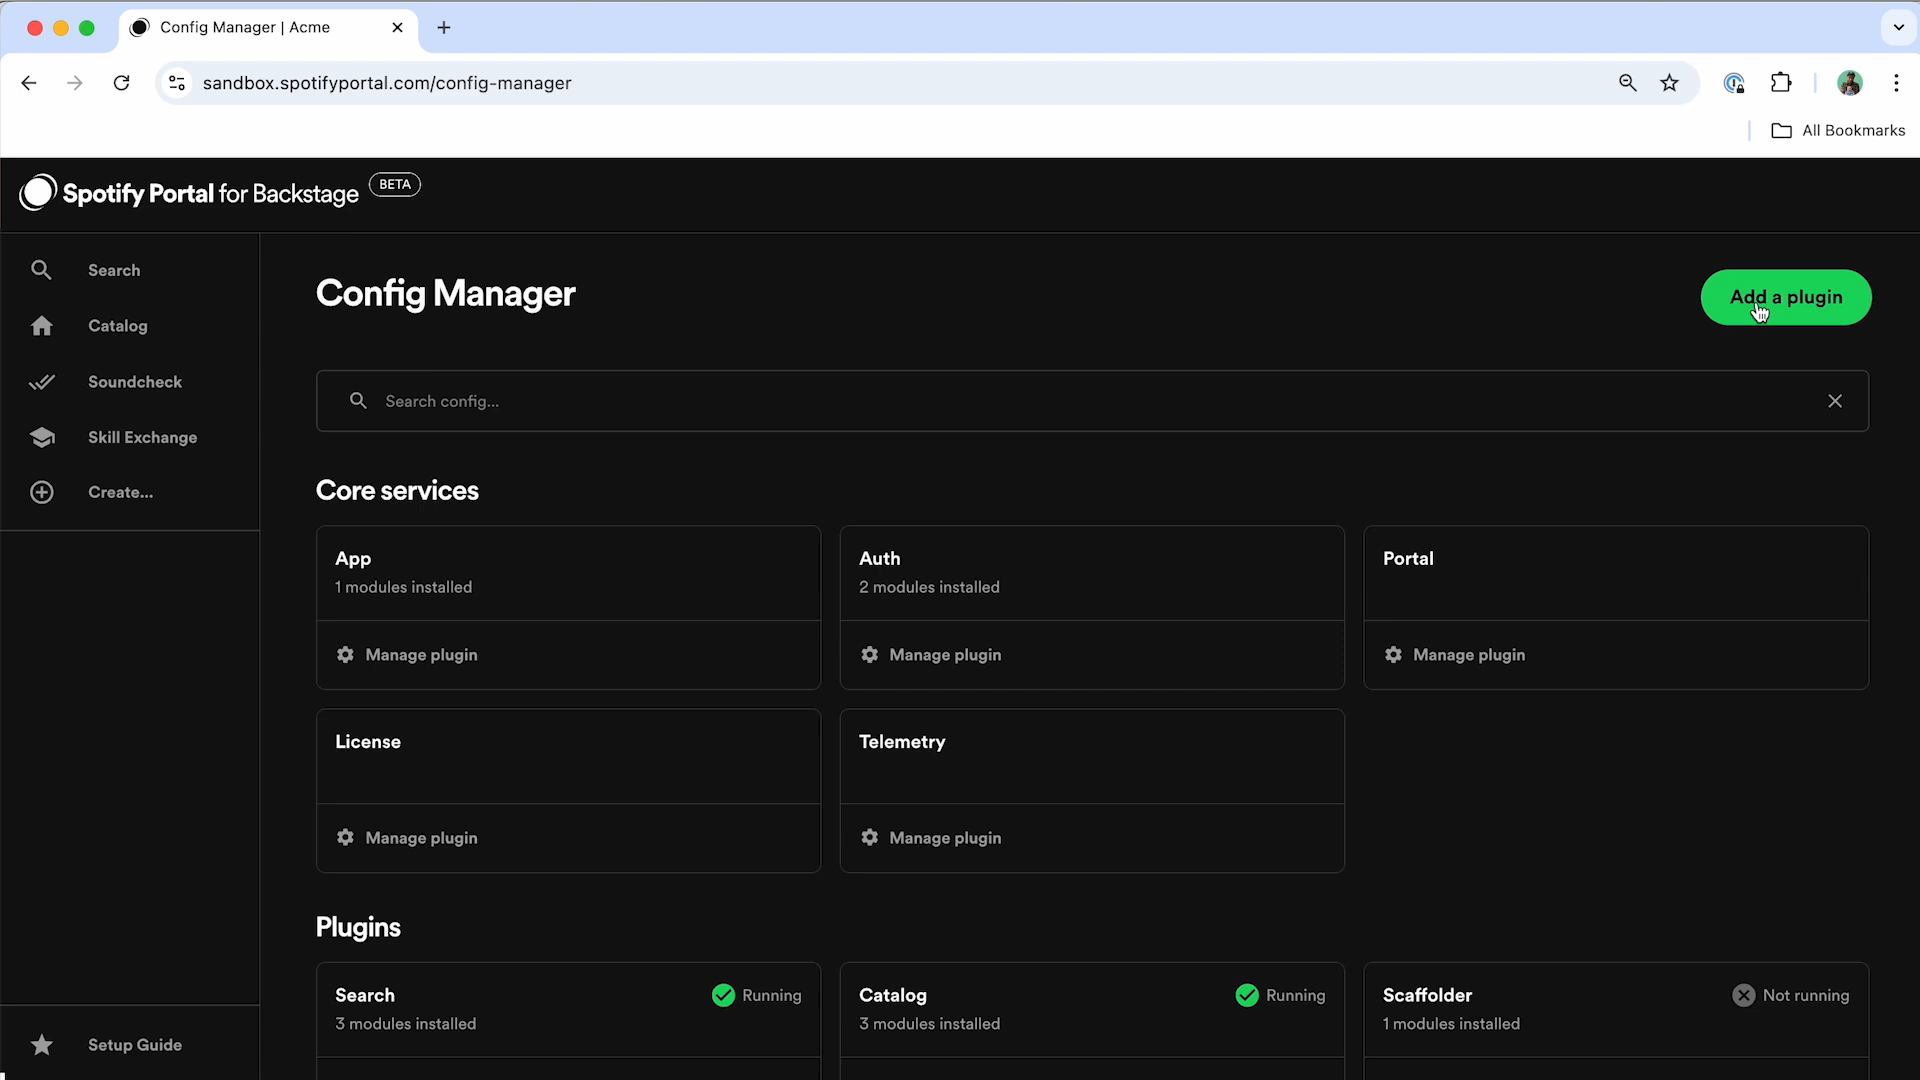 Config Manager | Acme
sandbox.spotifyportal.com/config-manager
All Bookmarks
Spotify Portal for Backstage BETA
Search
Catalog
Soundcheck
Skill Exchange
Create...
Setup Guide
Config Manager
Add a plugin
Search config...
Core services
App
1 modules installed
Manage plugin
Auth
2 modules installed
Manage plugin
Portal
Manage plugin
License
Manage plugin
Telemetry
Manage plugin
Plugins
Search
Running
3 modules installed
Catalog
Running
3 modules installed
Scaffolder
Not running
1 modules installed